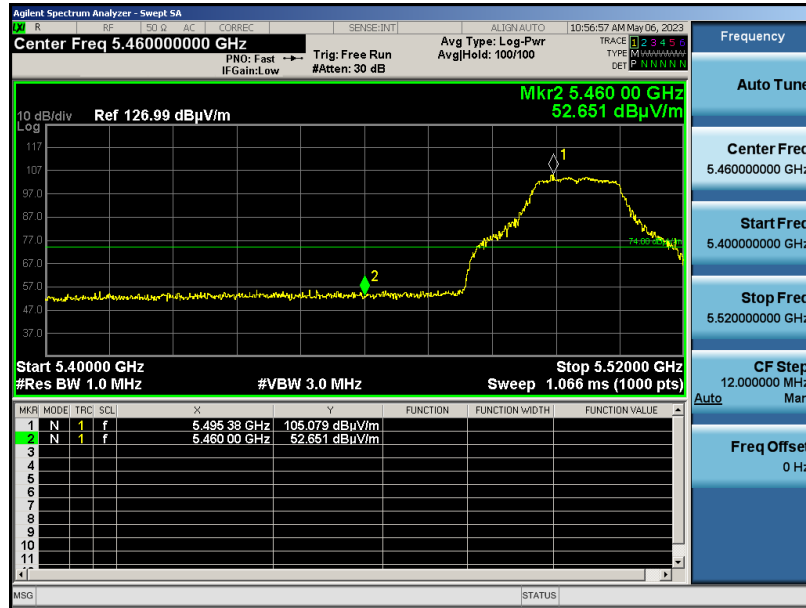 Agilent Spectrum Analyzer - Swept SA
LXI R RF 50 Ω AC CORREC SENSE:INT ALIGN AUTO 10:56:57 AM May 06, 2023
Center Freq 5.460000000 GHz
PNO: Fast
IFGain:Low
Trig: Free Run
#Atten: 30 dB
Avg Type: Log-Pwr
Avg|Hold: 100/100
TRACE 1 2 3 4 5 6
TYPE M
DET P N N N N N
Mkr2 5.460 00 GHz
52.651 dBµV/m
10 dB/div Ref 126.99 dBµV/m
Log
117
107
97.0
87.0
77.0
67.0
57.0
47.0
37.0
1
2
Start 5.40000 GHz Stop 5.52000 GHz
#Res BW 1.0 MHz #VBW 3.0 MHz Sweep 1.066 ms (1000 pts)
MKR MODE TRC SCL X Y FUNCTION FUNCTION WIDTH FUNCTION VALUE
1 N 1 f 5.495 38 GHz 105.079 dBµV/m
2 N 1 f 5.460 00 GHz 52.651 dBµV/m
3
4
5
6
7
8
9
10
11
MSG STATUS
Frequency
Auto Tune
Center Freq
5.460000000 GHz
Start Freq
5.400000000 GHz
Stop Freq
5.520000000 GHz
CF Step
12.000000 MHz
Auto Man
Freq Offset
0 Hz